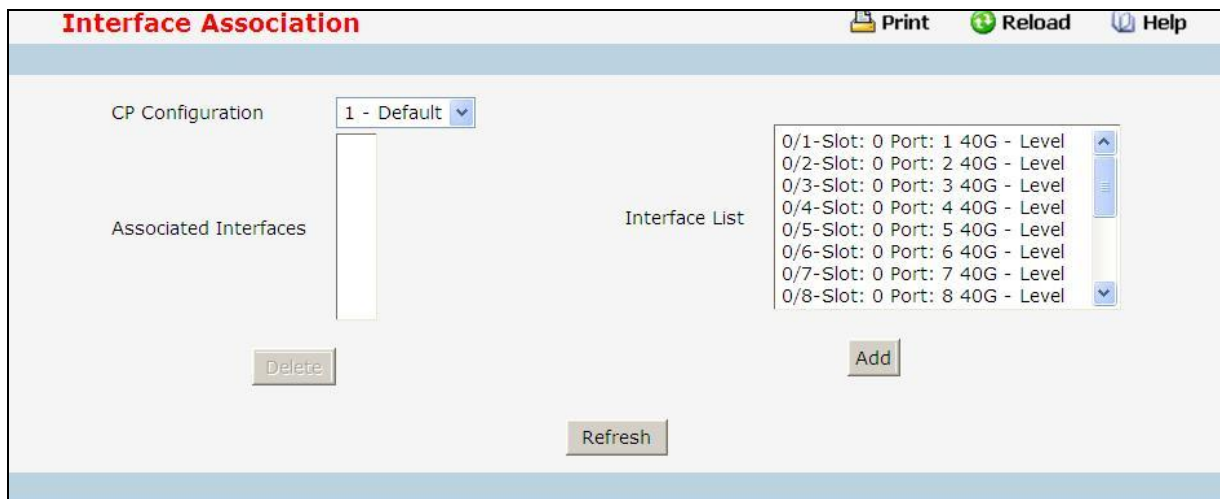 Interface Association
Print
Reload
Help
CP Configuration
1 - Default
Associated Interfaces
Interface List
0/1-Slot: 0 Port: 1 40G - Level
0/2-Slot: 0 Port: 2 40G - Level
0/3-Slot: 0 Port: 3 40G - Level
0/4-Slot: 0 Port: 4 40G - Level
0/5-Slot: 0 Port: 5 40G - Level
0/6-Slot: 0 Port: 6 40G - Level
0/7-Slot: 0 Port: 7 40G - Level
0/8-Slot: 0 Port: 8 40G - Level
Delete
Add
Refresh